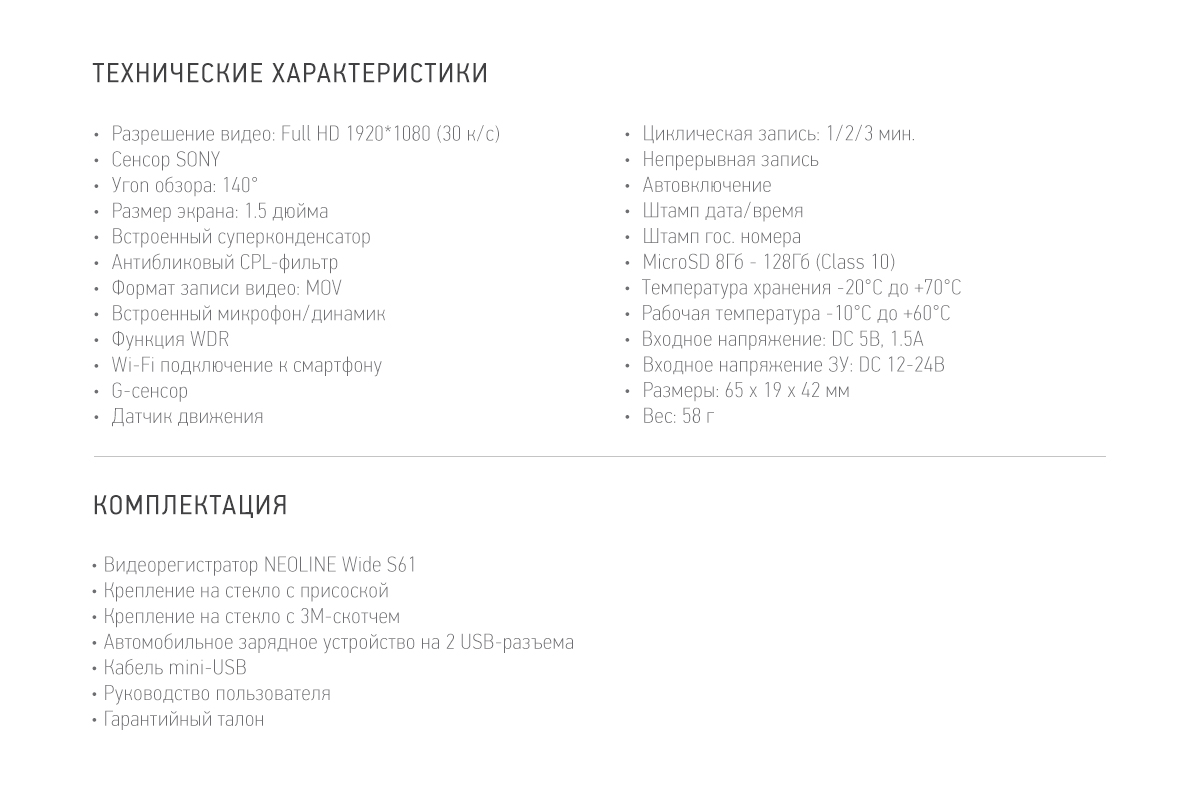 ТЕХНИЧЕСКИЕ ХАРАКТЕРИСТИКИ
• Разрешение видео: Full HD 1920*1080 (30 к/с)
• Сенсор SONY
• Угол обзора: 140°
• Размер экрана: 1.5 дюйма
• Встроенный суперконденсатор
• Антибликовый CPL-фильтр
• Формат записи видео: MOV
• Встроенный микрофон/динамик
• Функция WDR
• Wi-Fi подключение к смартфону
• G-сенсор
• Датчик движения
• Циклическая запись: 1/2/3 мин.
• Непрерывная запись
• Автовключение
• Штамп дата/время
• Штамп гос. номера
• MicroSD 8Гб - 128Гб (Class 10)
• Температура хранения -20°C до +70°C
• Рабочая температура -10°C до +60°C
• Входное напряжение: DC 5В, 1.5А
• Входное напряжение ЗУ: DC 12-24В
• Размеры: 65 x 19 x 42 мм
• Вес: 58 г
КОМПЛЕКТАЦИЯ
• Видеорегистратор NEOLINE Wide S61
• Крепление на стекло с присоской
• Крепление на стекло с 3М-скотчем
• Автомобильное зарядное устройство на 2 USB-разъема
• Кабель mini-USB
• Руководство пользователя
• Гарантийный талон